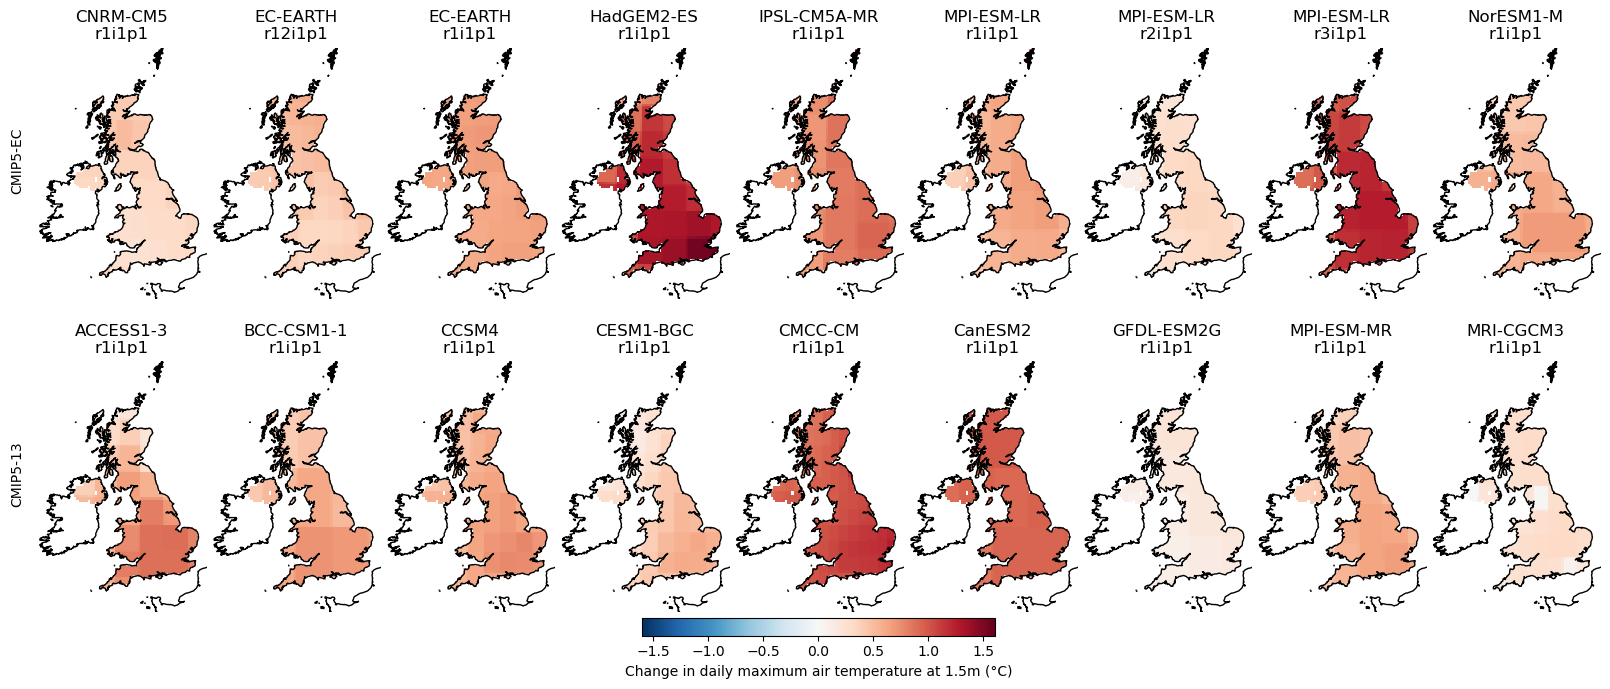 CNRM-CM5
r1i1p1
EC-EARTH
r12i1p1
EC-EARTH
r1i1p1
HadGEM2-ES
r1i1p1
IPSL-CM5A-MR
r1i1p1
MPI-ESM-LR
r1i1p1
MPI-ESM-LR
r2i1p1
MPI-ESM-LR
r3i1p1
NorESM1-M
r1i1p1
CMIP5-EC
ACCESS1-3
r1i1p1
BCC-CSM1-1
r1i1p1
CCSM4
r1i1p1
CESM1-BGC
r1i1p1
CMCC-CM
r1i1p1
CanESM2
r1i1p1
GFDL-ESM2G
r1i1p1
MPI-ESM-MR
r1i1p1
MRI-CGCM3
r1i1p1
CMIP5-13
−1.5 −1.0 −0.5 0.0 0.5 1.0 1.5
Change in daily maximum air temperature at 1.5m (°C)